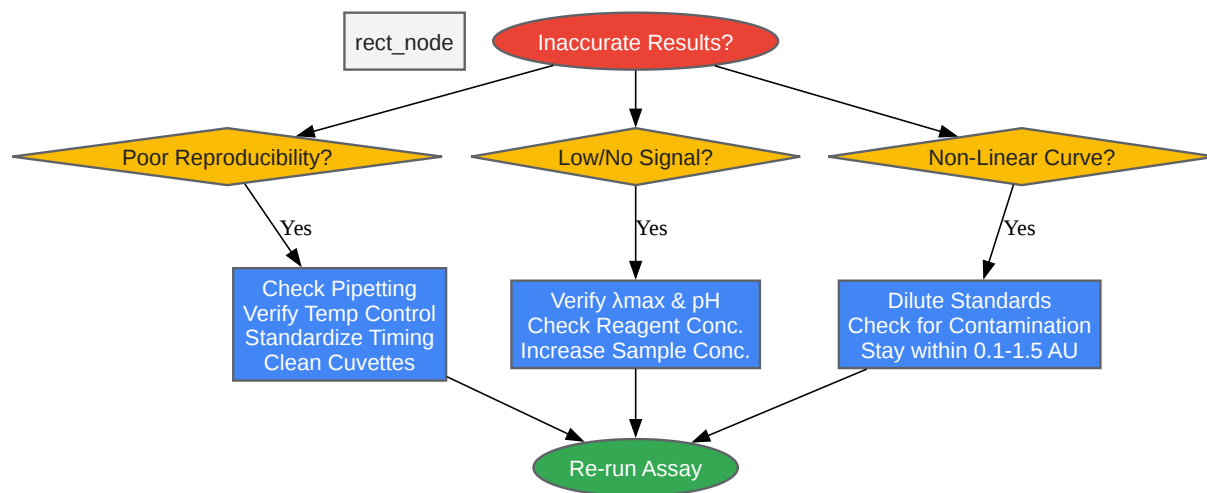 rect_node
Inaccurate Results?
Poor Reproducibility?
Low/No Signal?
Non-Linear Curve?
Yes
Yes
Yes
Check Pipetting
Verify Temp Control
Standardize Timing
Clean Cuvettes
Verify λmax & pH
Check Reagent Conc.
Increase Sample Conc.
Dilute Standards
Check for Contamination
Stay within 0.1-1.5 AU
Re-run Assay